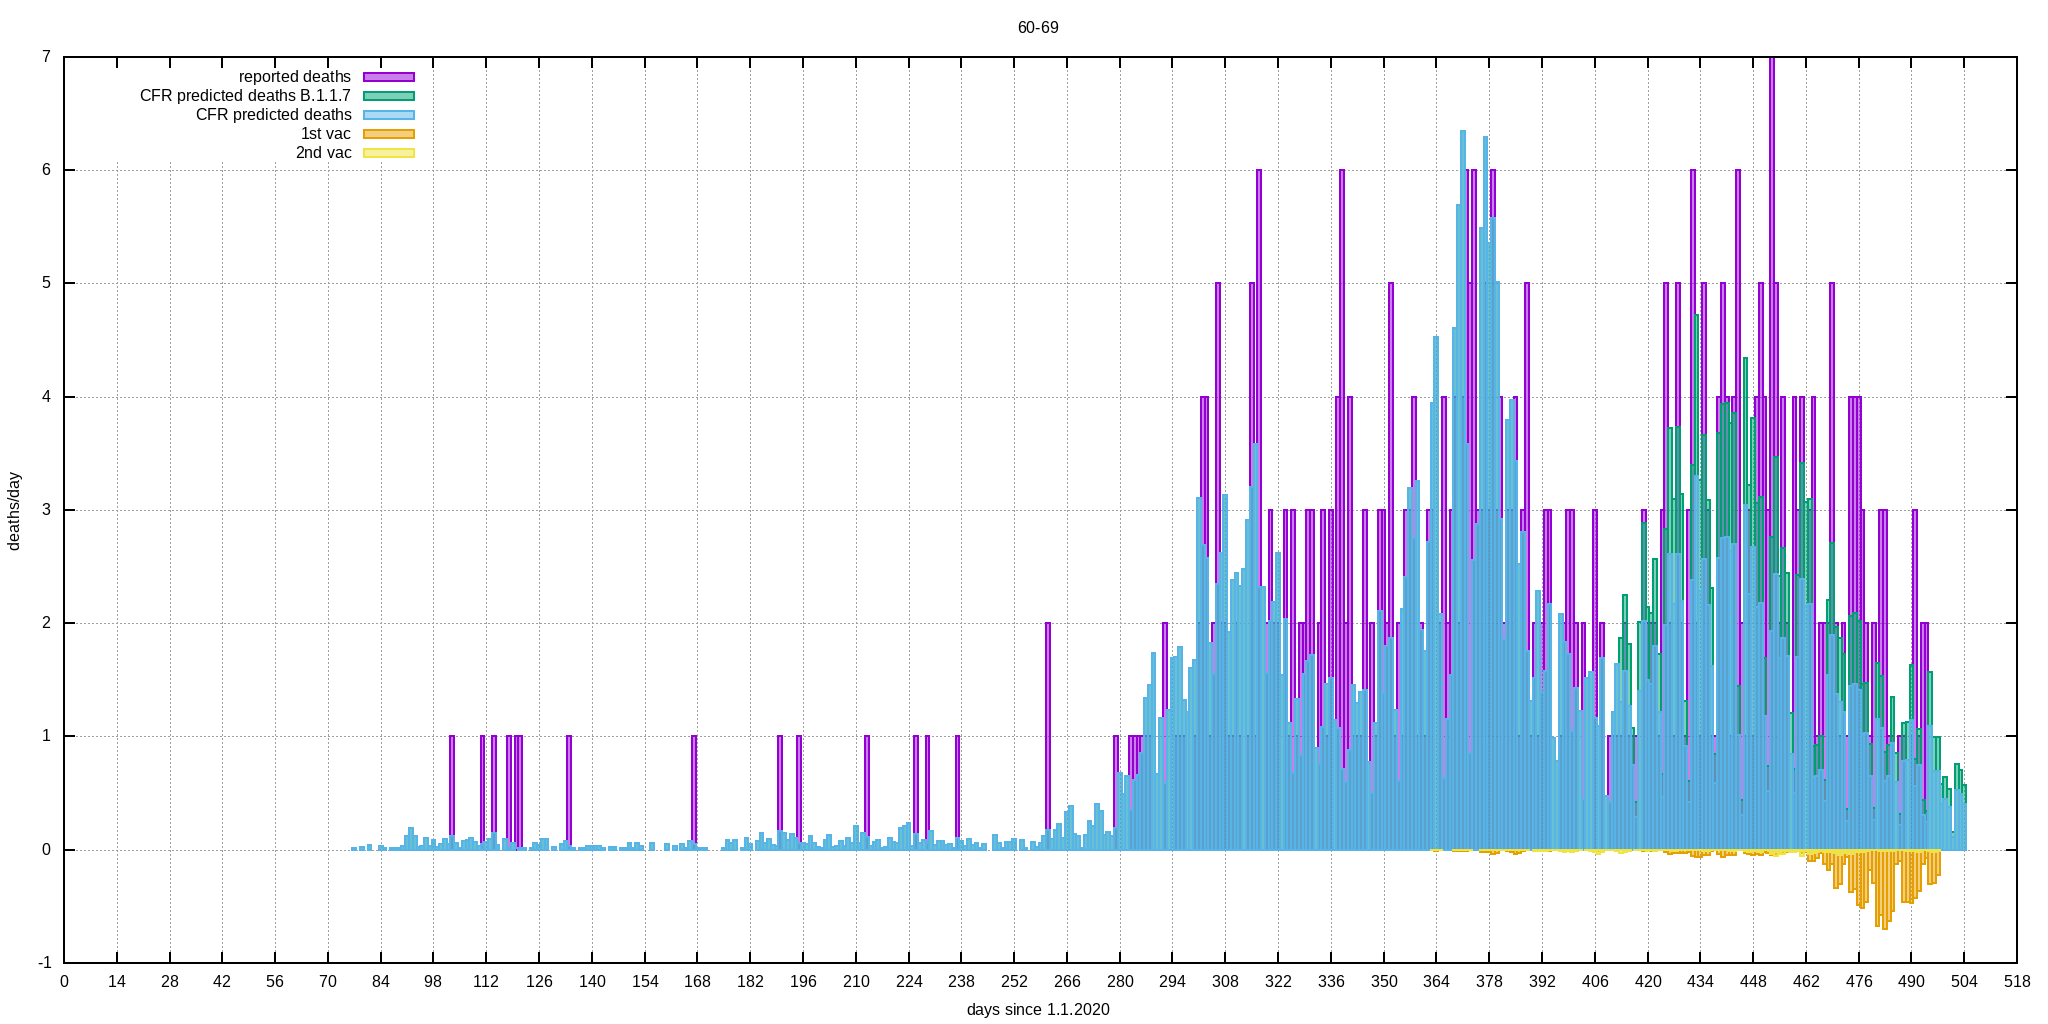 60-69
7
6
5
4
3
2
1
0
-1
deaths/day
reported deaths
CFR predicted deaths B.1.1.7
CFR predicted deaths
1st vac
2nd vac
0 14 28 42 56 70 84 98 112 126 140 154 168 182 196 210 224 238 252 266 280 294 308 322 336 350 364 378 392 406 420 434 448 462 476 490 504 518
days since 1.1.2020